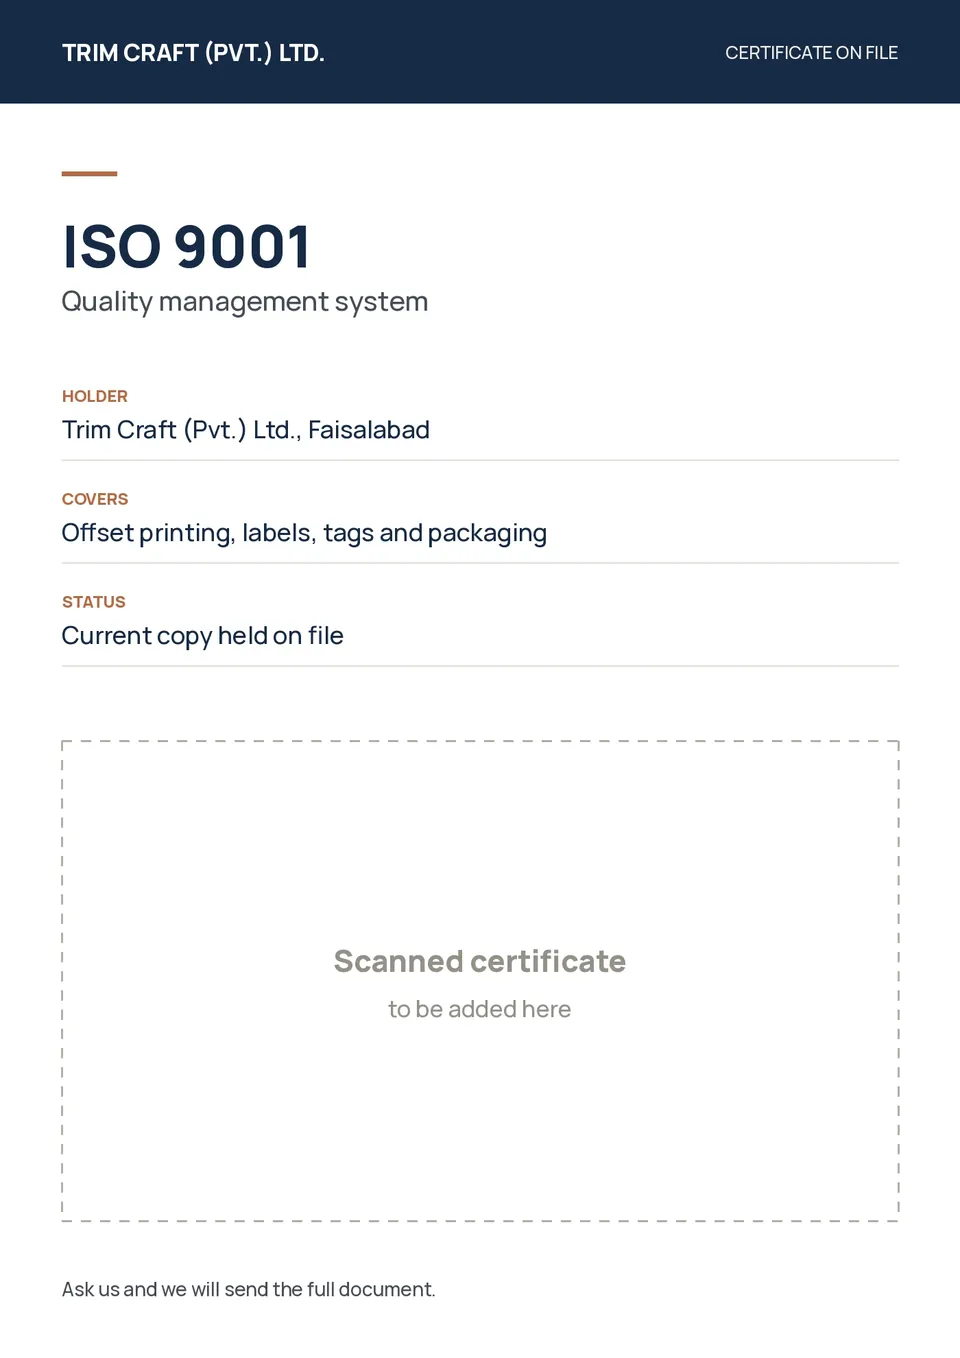 TRIM CRAFT (PVT.) LTD.
CERTIFICATE ON FILE
ISO 9001
Quality management system
HOLDER
Trim Craft (Pvt.) Ltd., Faisalabad
COVERS
Offset printing, labels, tags and packaging
STATUS
Current copy held on file
Scanned certificate
to be added here
Ask us and we will send the full document.